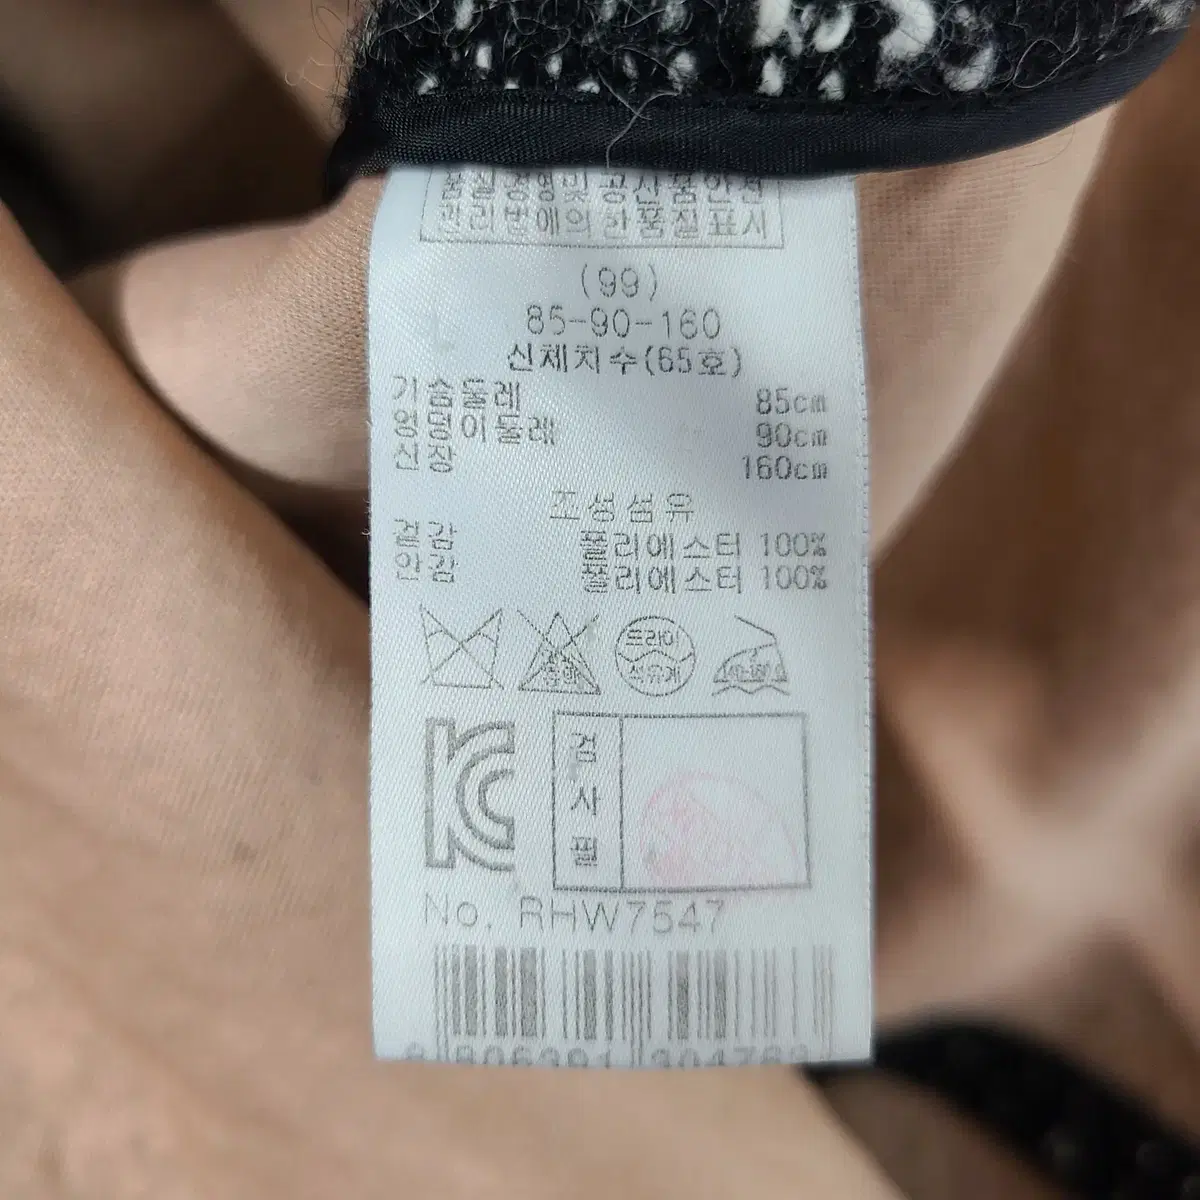 품질경영및공산품안전
관리법에의한품질표시
(99)
85-90-160
신체치수(65호)
가슴둘레 85cm
엉덩이둘레 90cm
신장 160cm
조성섬유
겉감 폴리에스터 100%
안감 폴리에스터 100%
드라이
석유계
KC
검사필
No. RHW7547